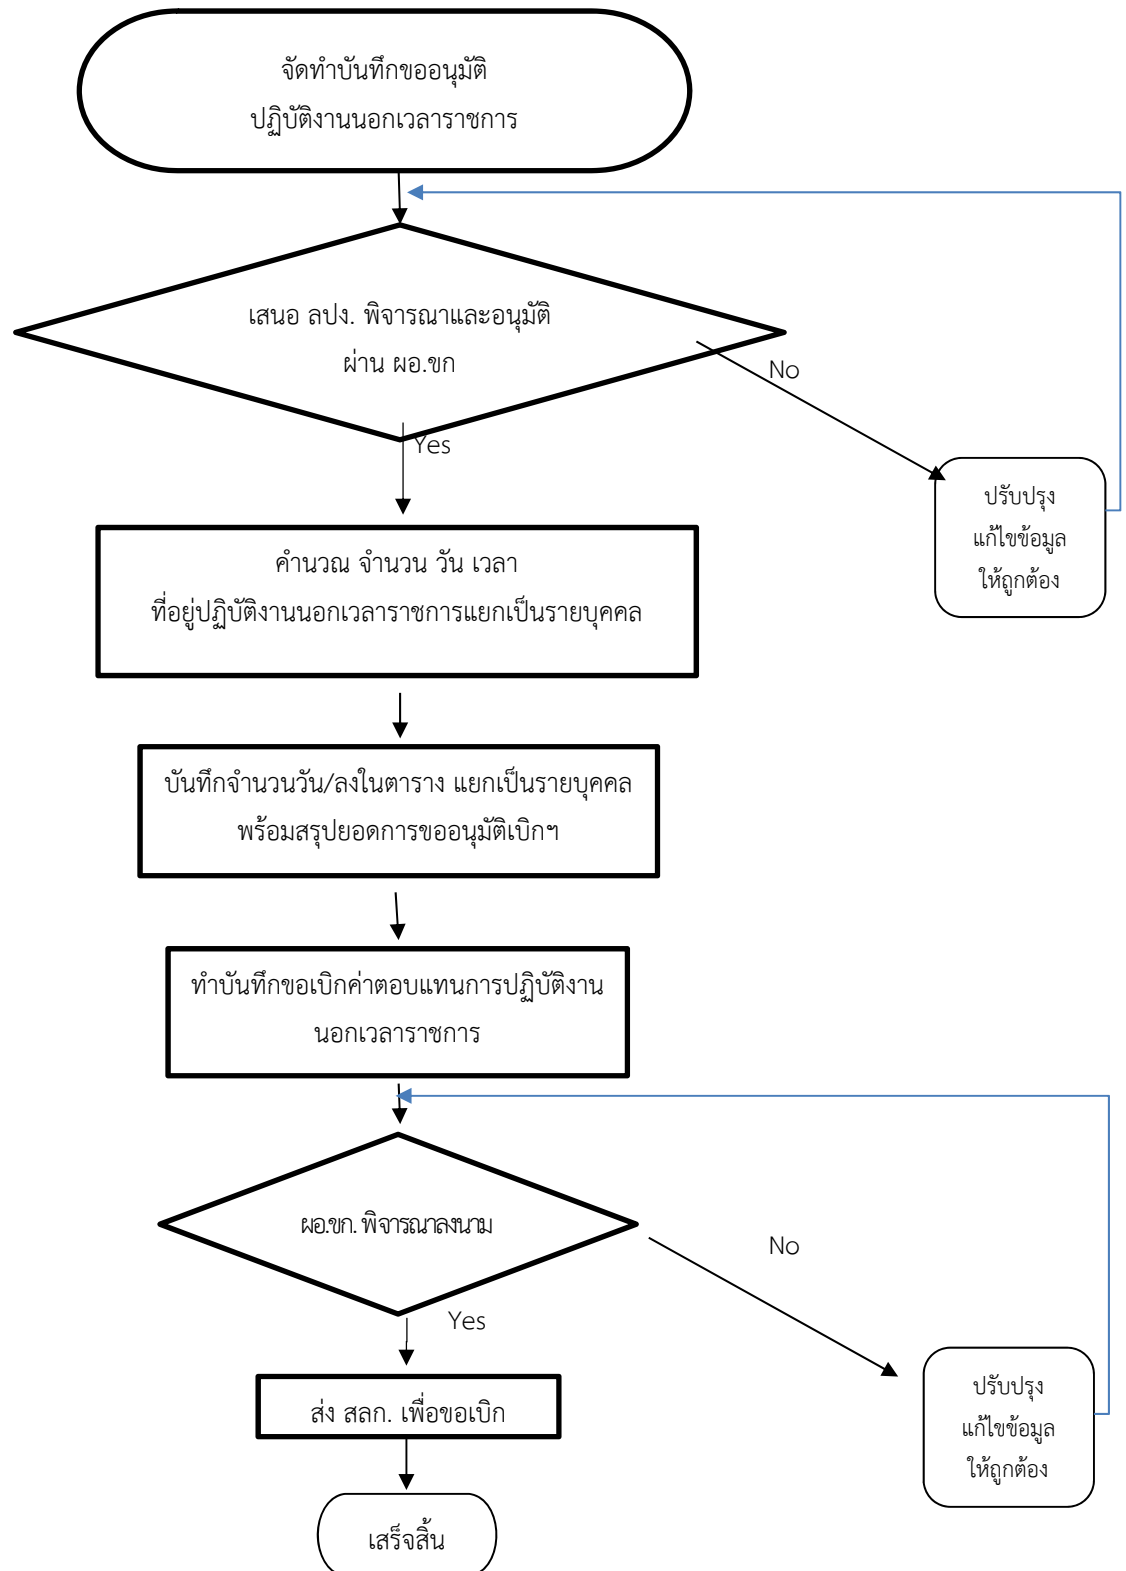 จัดทำบันทึกขออนุมัติ
ปฏิบัติงานนอกเวลาราชการ
เสนอ ลปง. พิจารณาและอนุมัติ
ผ่าน ผอ.ขก
No
Yes
ปรับปรุง
แก้ไขข้อมูล
ให้ถูกต้อง
คำนวณ จำนวน วัน เวลา
ที่อยู่ปฏิบัติงานนอกเวลาราชการแยกเป็นรายบุคคล
บันทึกจำนวนวัน/ลงในตาราง แยกเป็นรายบุคคล
พร้อมสรุปยอดการขออนุมัติเบิกฯ
ทำบันทึกขอเบิกค่าตอบแทนการปฏิบัติงาน
นอกเวลาราชการ
ผอ.ขก. พิจารณาลงนาม
No
Yes
ปรับปรุง
แก้ไขข้อมูล
ให้ถูกต้อง
ส่ง สลก. เพื่อขอเบิก
เสร็จสิ้น